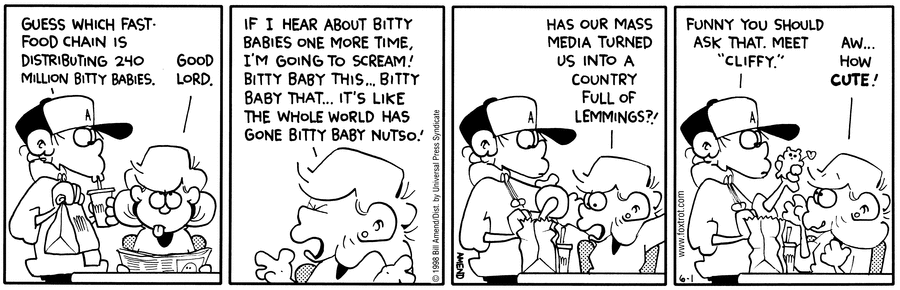 GUESS WHICH FAST-
FOOD CHAIN IS
DISTRIBUTING 240
MILLION BITTY BABIES.
GOOD
LORD.
A
IF I HEAR ABOUT BITTY
BABIES ONE MORE TIME,
I'M GOING TO SCREAM!
BITTY BABY THIS... BITTY
BABY THAT... IT'S LIKE
THE WHOLE WORLD HAS
GONE BITTY BABY NUTSO!
© 1998 Bill Amend/Dist. by Universal Press Syndicate
HAS OUR MASS
MEDIA TURNED
US INTO A
COUNTRY
FULL OF
LEMMINGS?!
A
AMEND
FUNNY YOU SHOULD
ASK THAT. MEET
"CLIFFY."
AW...
HOW
CUTE!
A
www.foxtrot.com
6-1